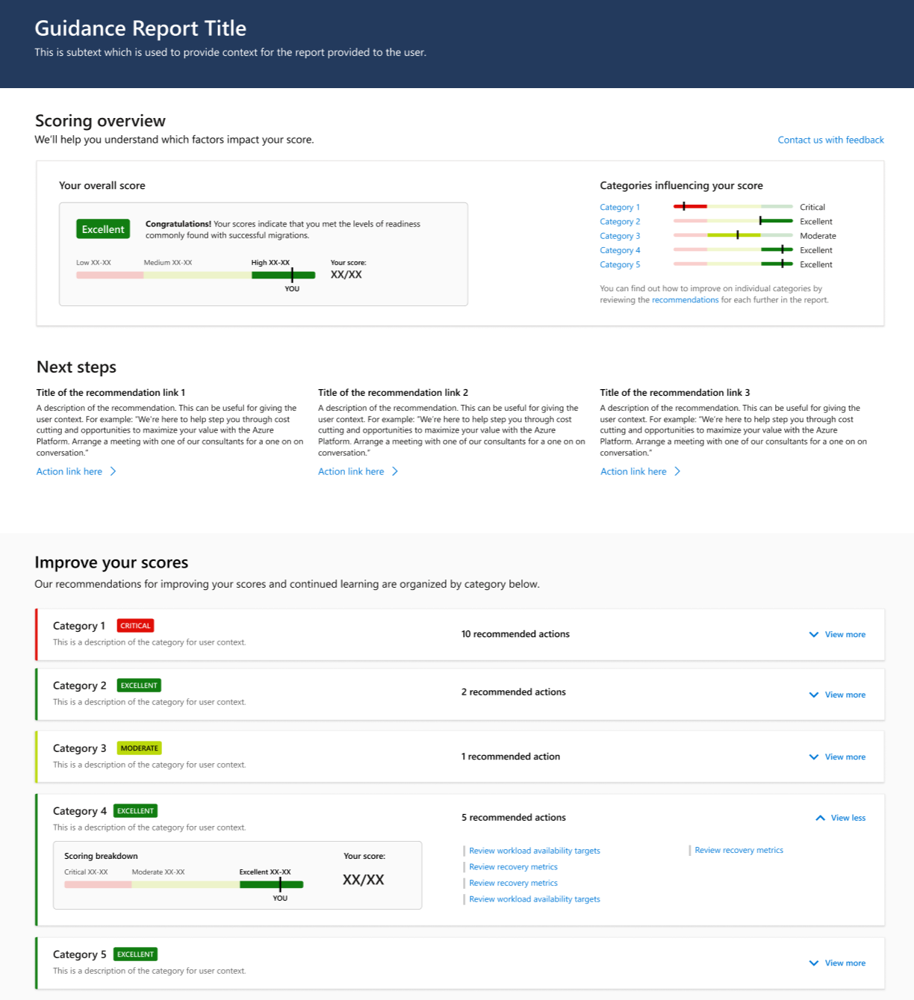 Guidance Report Title
This is subtext which is used to provide context for the report provided to the user.
Scoring overview
We'll help you understand which factors impact your score.
Contact us with feedback
Your overall score
Excellent
Congratulations! Your scores indicate that you met the levels of readiness
commonly found with successful migrations.
Low XX-XX
Medium XX-XX
High XX-XX
Your score:
XX/XX
YOU
Categories influencing your score
Category 1
Critical
Category 2
Excellent
Category 3
Moderate
Category 4
Excellent
Category 5
Excellent
You can find out how to improve on individual categories by
reviewing the recommendations for each further in the report.
Next steps
Title of the recommendation link 1
A description of the recommendation. This can be useful for giving the
user context. For example: “We're here to help step you through cost
cutting and opportunities to maximize your value with the Azure
Platform. Arrange a meeting with one of our consultants for a one on on
conversation.”
Action link here
Title of the recommendation link 2
A description of the recommendation. This can be useful for giving the
user context. For example: “We're here to help step you through cost
cutting and opportunities to maximize your value with the Azure
Platform. Arrange a meeting with one of our consultants for a one on on
conversation.”
Action link here
Title of the recommendation link 3
A description of the recommendation. This can be useful for giving the
user context. For example: “We're here to help step you through cost
cutting and opportunities to maximize your value with the Azure
Platform. Arrange a meeting with one of our consultants for a one on on
conversation.”
Action link here
Improve your scores
Our recommendations for improving your scores and continued learning are organized by category below.
Category 1 CRITICAL
This is a description of the category for user context.
10 recommended actions
View more
Category 2 EXCELLENT
This is a description of the category for user context.
2 recommended actions
View more
Category 3 MODERATE
This is a description of the category for user context.
1 recommended action
View more
Category 4 EXCELLENT
This is a description of the category for user context.
5 recommended actions
View less
Scoring breakdown
Your score:
Critical XX-XX
Moderate XX-XX
Excellent XX-XX
XX/XX
YOU
Review workload availability targets
Review recovery metrics
Review recovery metrics
Review workload availability targets
Review recovery metrics
Category 5 EXCELLENT
This is a description of the category for user context.
View more